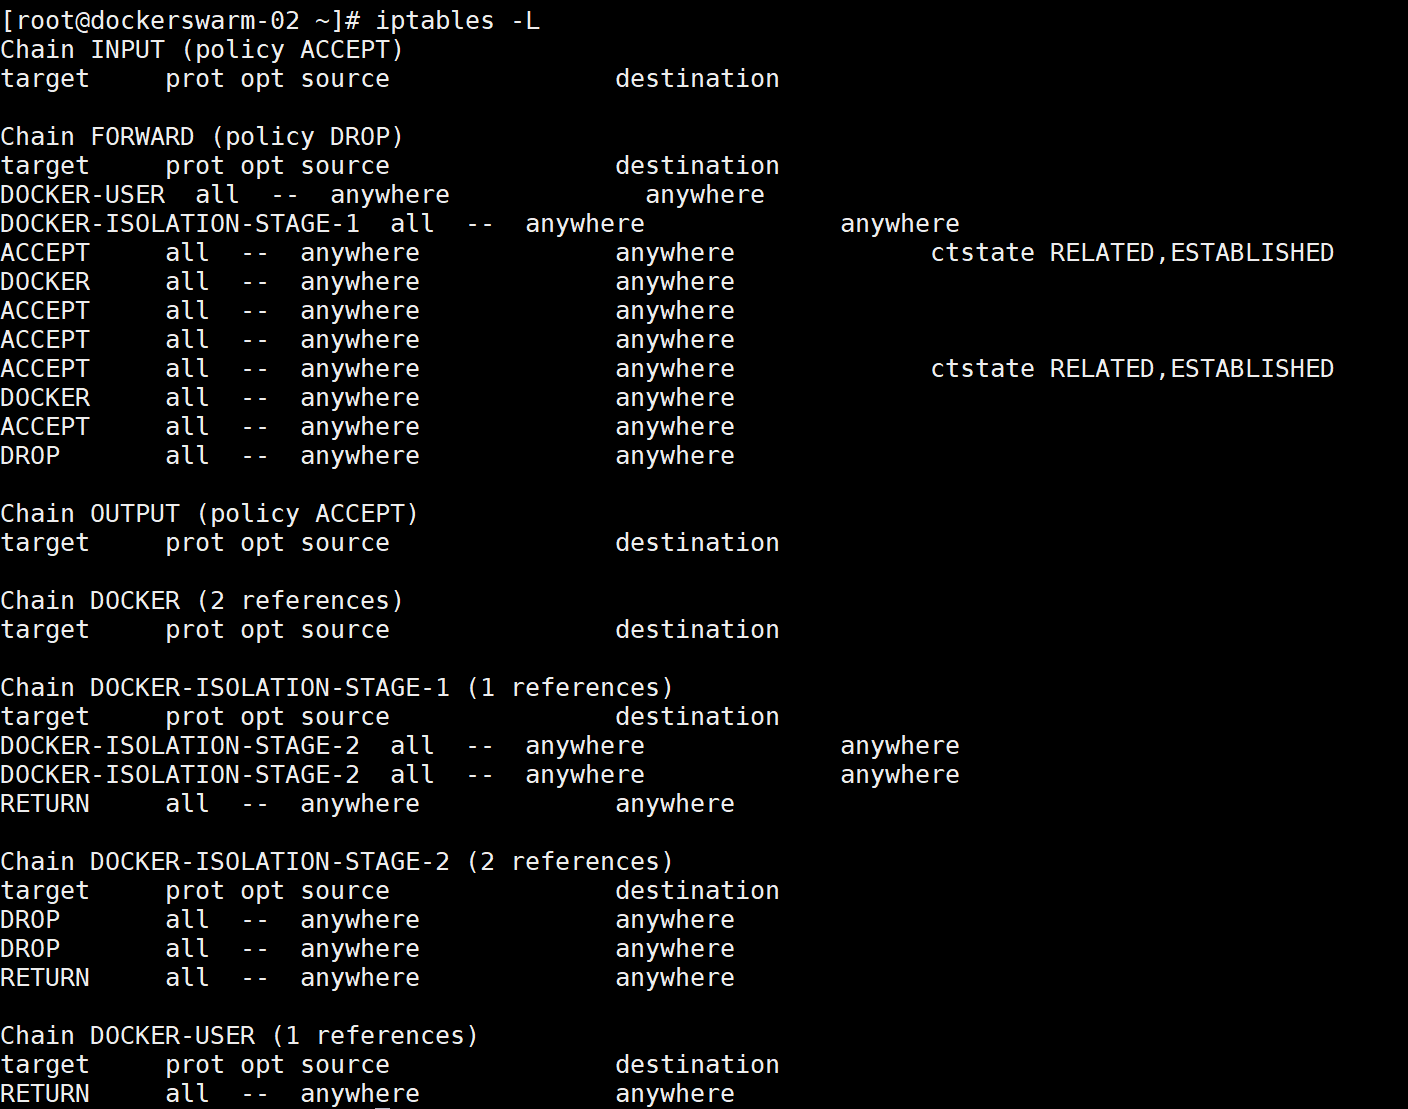 [root@dockerswarm-02 ~]# iptables -L
Chain INPUT (policy ACCEPT)
target     prot opt source               destination

Chain FORWARD (policy DROP)
target     prot opt source               destination
DOCKER-USER  all  --  anywhere             anywhere
DOCKER-ISOLATION-STAGE-1  all  --  anywhere             anywhere
ACCEPT     all  --  anywhere             anywhere             ctstate RELATED,ESTABLISHED
DOCKER     all  --  anywhere             anywhere
ACCEPT     all  --  anywhere             anywhere
ACCEPT     all  --  anywhere             anywhere
ACCEPT     all  --  anywhere             anywhere             ctstate RELATED,ESTABLISHED
DOCKER     all  --  anywhere             anywhere
ACCEPT     all  --  anywhere             anywhere
DROP       all  --  anywhere             anywhere

Chain OUTPUT (policy ACCEPT)
target     prot opt source               destination

Chain DOCKER (2 references)
target     prot opt source               destination

Chain DOCKER-ISOLATION-STAGE-1 (1 references)
target     prot opt source               destination
DOCKER-ISOLATION-STAGE-2  all  --  anywhere             anywhere
DOCKER-ISOLATION-STAGE-2  all  --  anywhere             anywhere
RETURN     all  --  anywhere             anywhere

Chain DOCKER-ISOLATION-STAGE-2 (2 references)
target     prot opt source               destination
DROP       all  --  anywhere             anywhere
DROP       all  --  anywhere             anywhere
RETURN     all  --  anywhere             anywhere

Chain DOCKER-USER (1 references)
target     prot opt source               destination
RETURN     all  --  anywhere             anywhere